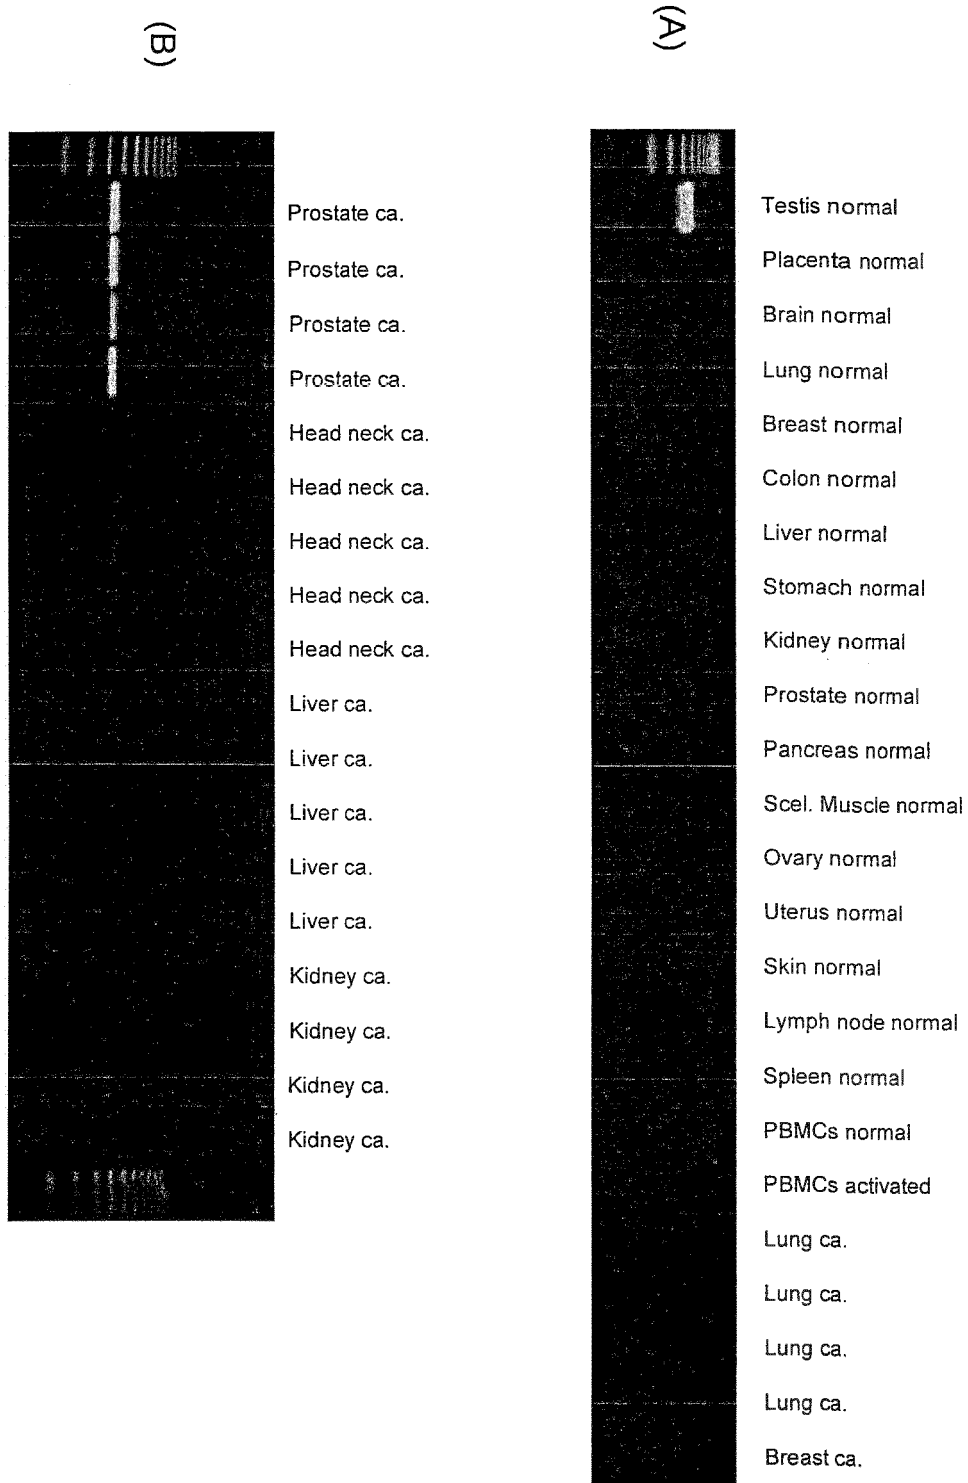 (A)
Testis normal
Placenta normal
Brain normal
Lung normal
Breast normal
Colon normal
Liver normal
Stomach normal
Kidney normal
Prostate normal
Pancreas normal
Scel. Muscle normal
Ovary normal
Uterus normal
Skin normal
Lymph node normal
Spleen normal
PBMCs normal
PBMCs activated
Lung ca.
Lung ca.
Lung ca.
Lung ca.
Breast ca.
(B)
Prostate ca.
Prostate ca.
Prostate ca.
Prostate ca.
Head neck ca.
Head neck ca.
Head neck ca.
Head neck ca.
Head neck ca.
Liver ca.
Liver ca.
Liver ca.
Liver ca.
Liver ca.
Kidney ca.
Kidney ca.
Kidney ca.
Kidney ca.